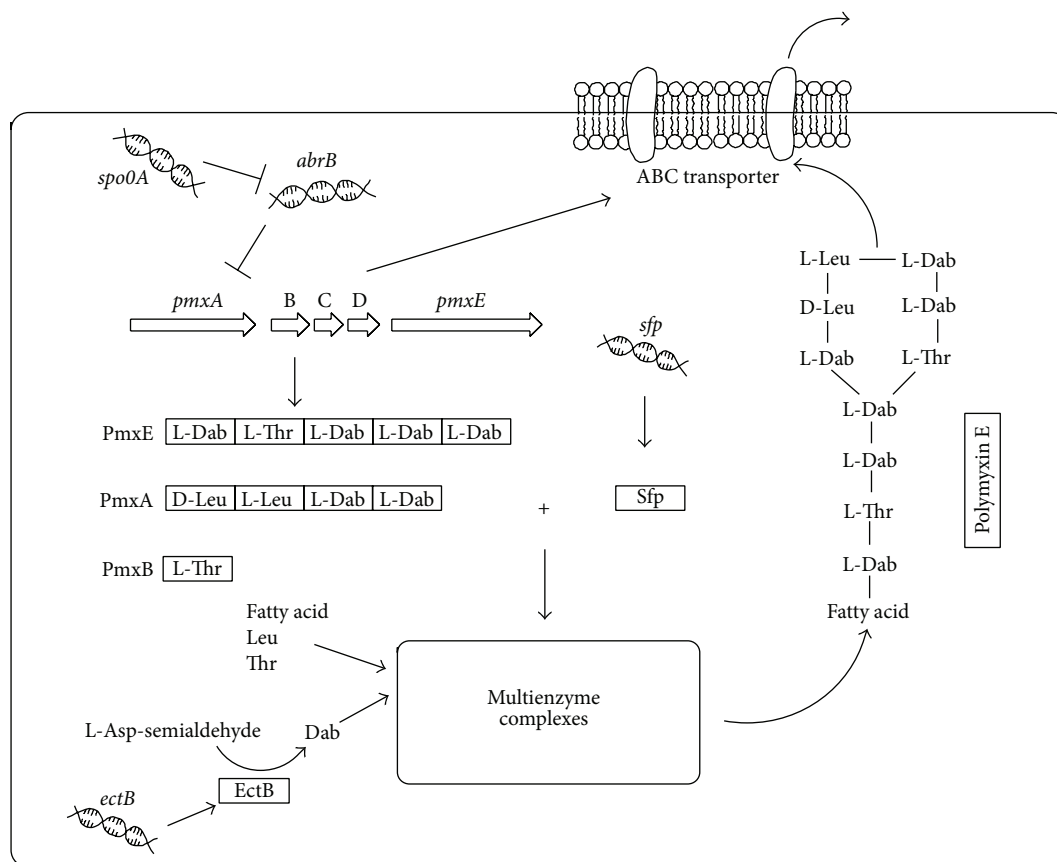 spo0A
abrB
ABC transporter
pmxA
B
C
D
pmxE
sfp
L-Leu
L-Dab
D-Leu
L-Dab
L-Dab
L-Thr
L-Dab
L-Dab
L-Thr
L-Dab
Fatty acid
Polymyxin E
PmxE L-Dab L-Thr L-Dab L-Dab L-Dab
PmxA D-Leu L-Leu L-Dab L-Dab
PmxB L-Thr
+
Sfp
Fatty acid
Leu
Thr
Multienzyme
complexes
L-Asp-semialdehyde
Dab
EctB
ectB